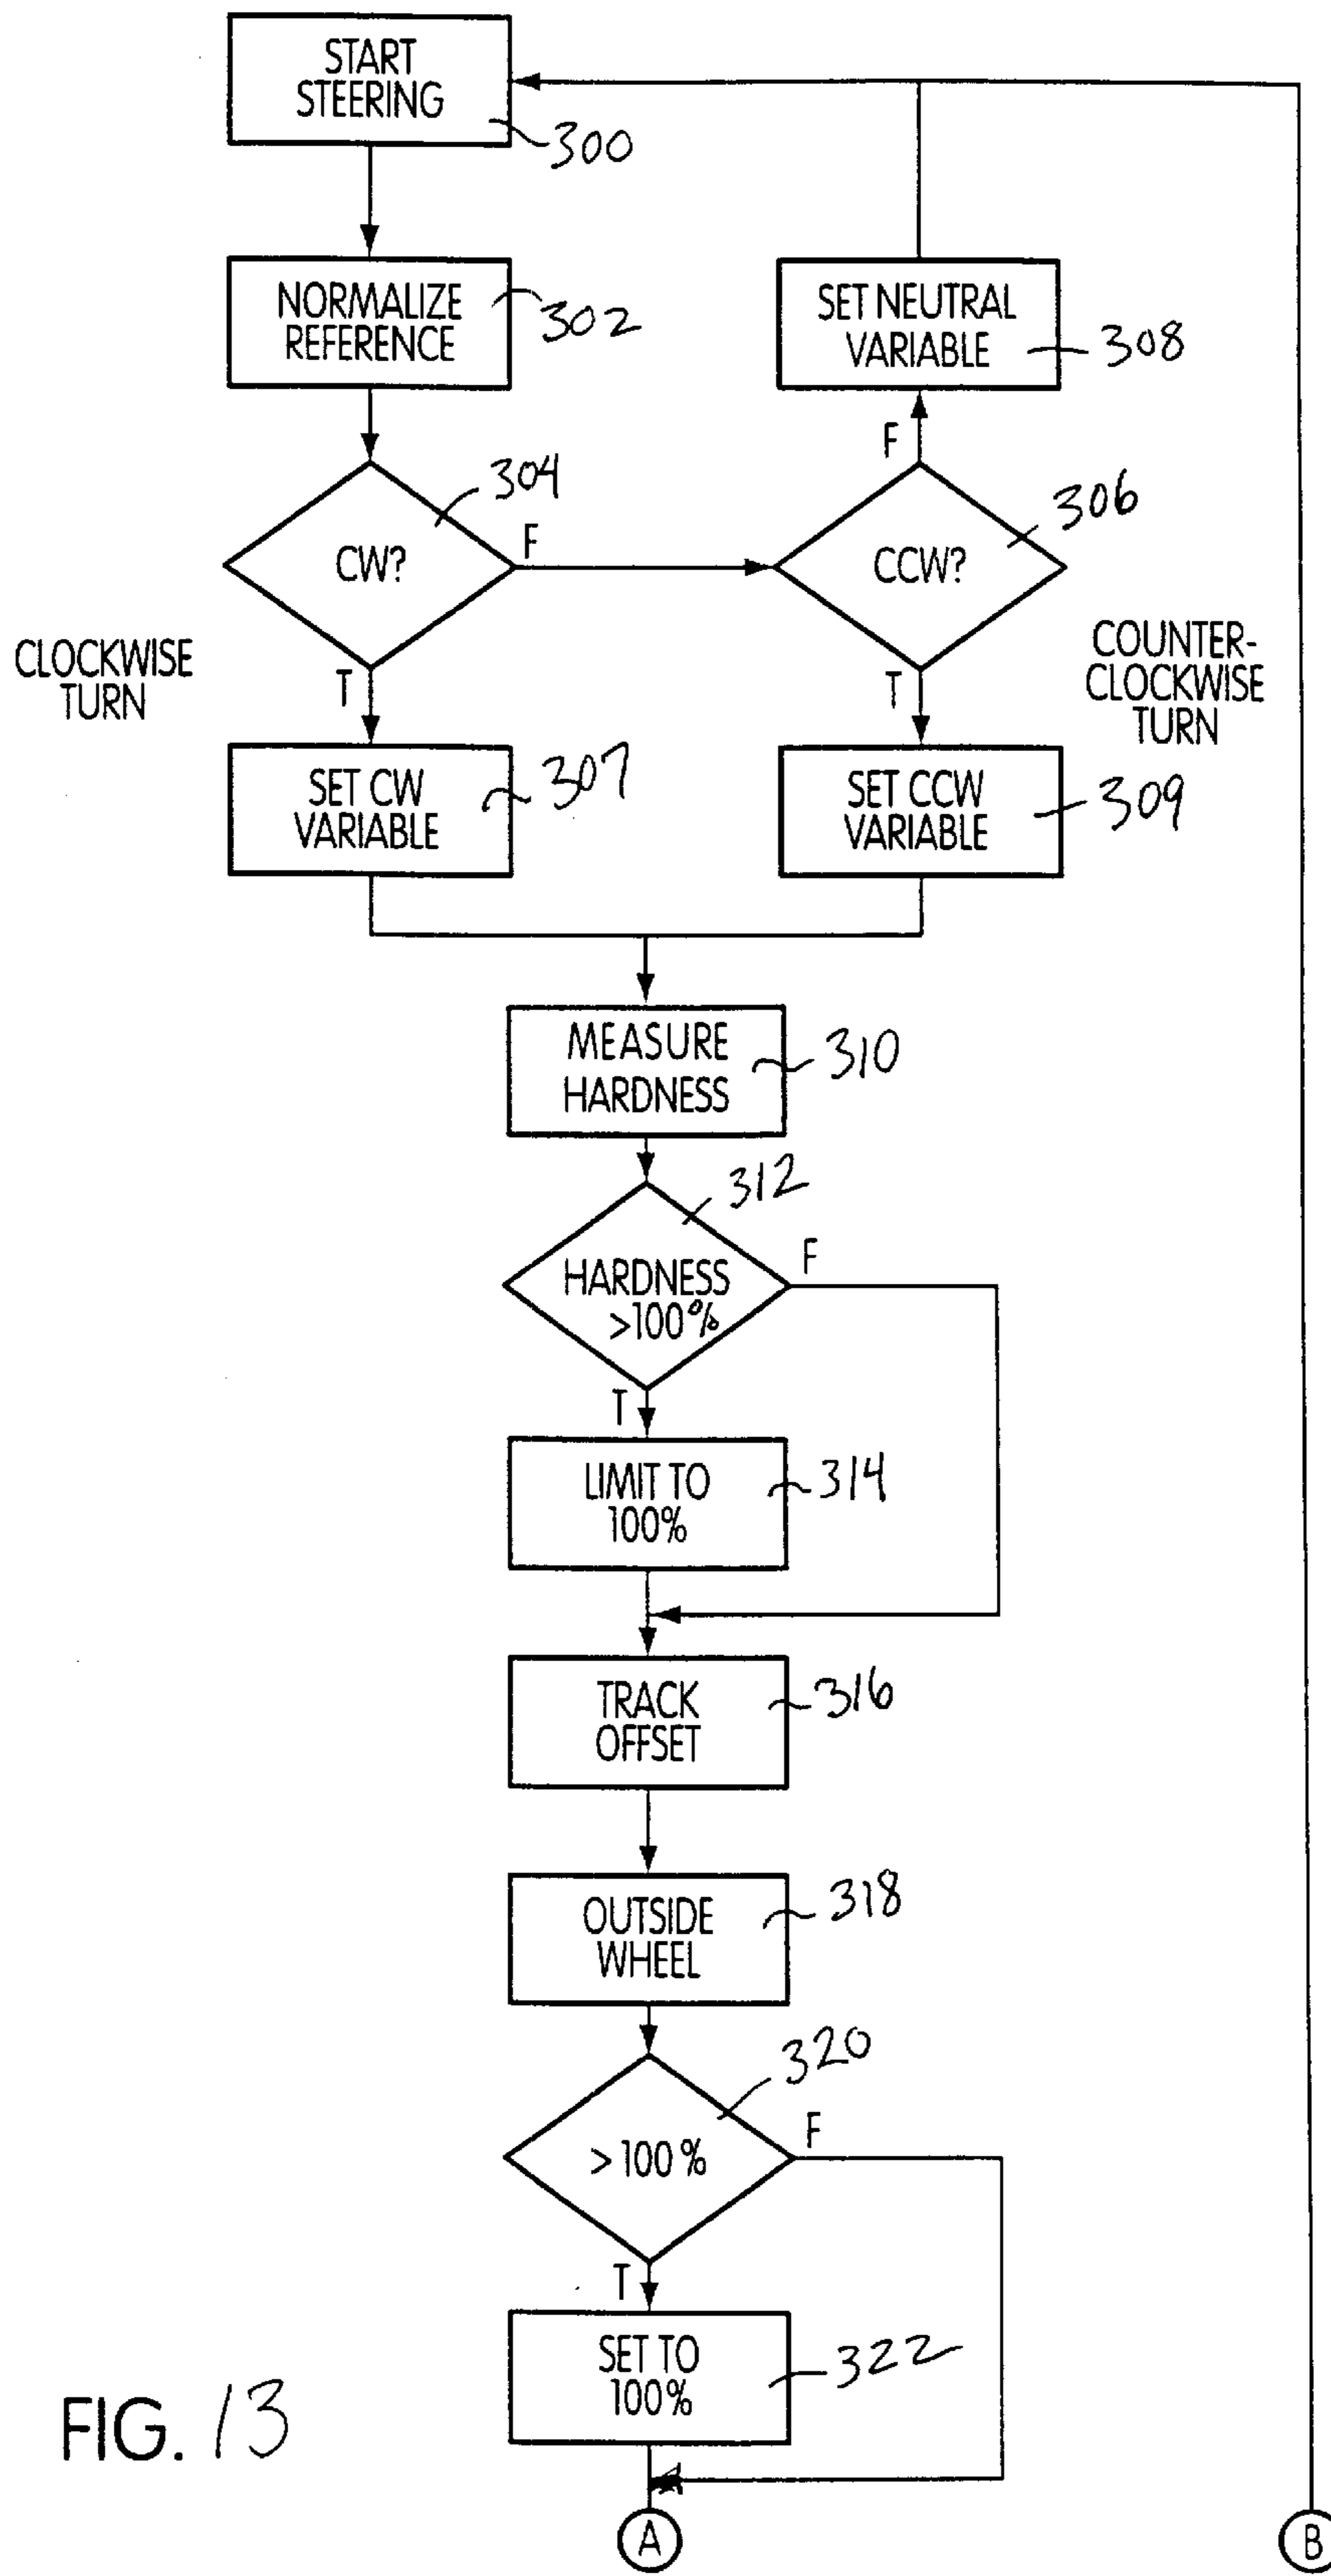 START
STEERING
300
NORMALIZE
REFERENCE
302
SET NEUTRAL
VARIABLE
308
304
CW?
F
T
F
306
CCW?
T
CLOCKWISE
TURN
COUNTER-
CLOCKWISE
TURN
SET CW
VARIABLE
307
SET CCW
VARIABLE
309
MEASURE
HARDNESS
310
312
HARDNESS
>100%
F
T
LIMIT TO
100%
314
TRACK
OFFSET
316
OUTSIDE
WHEEL
318
320
>100%
F
T
SET TO
100%
322
FIG. 13
A
B